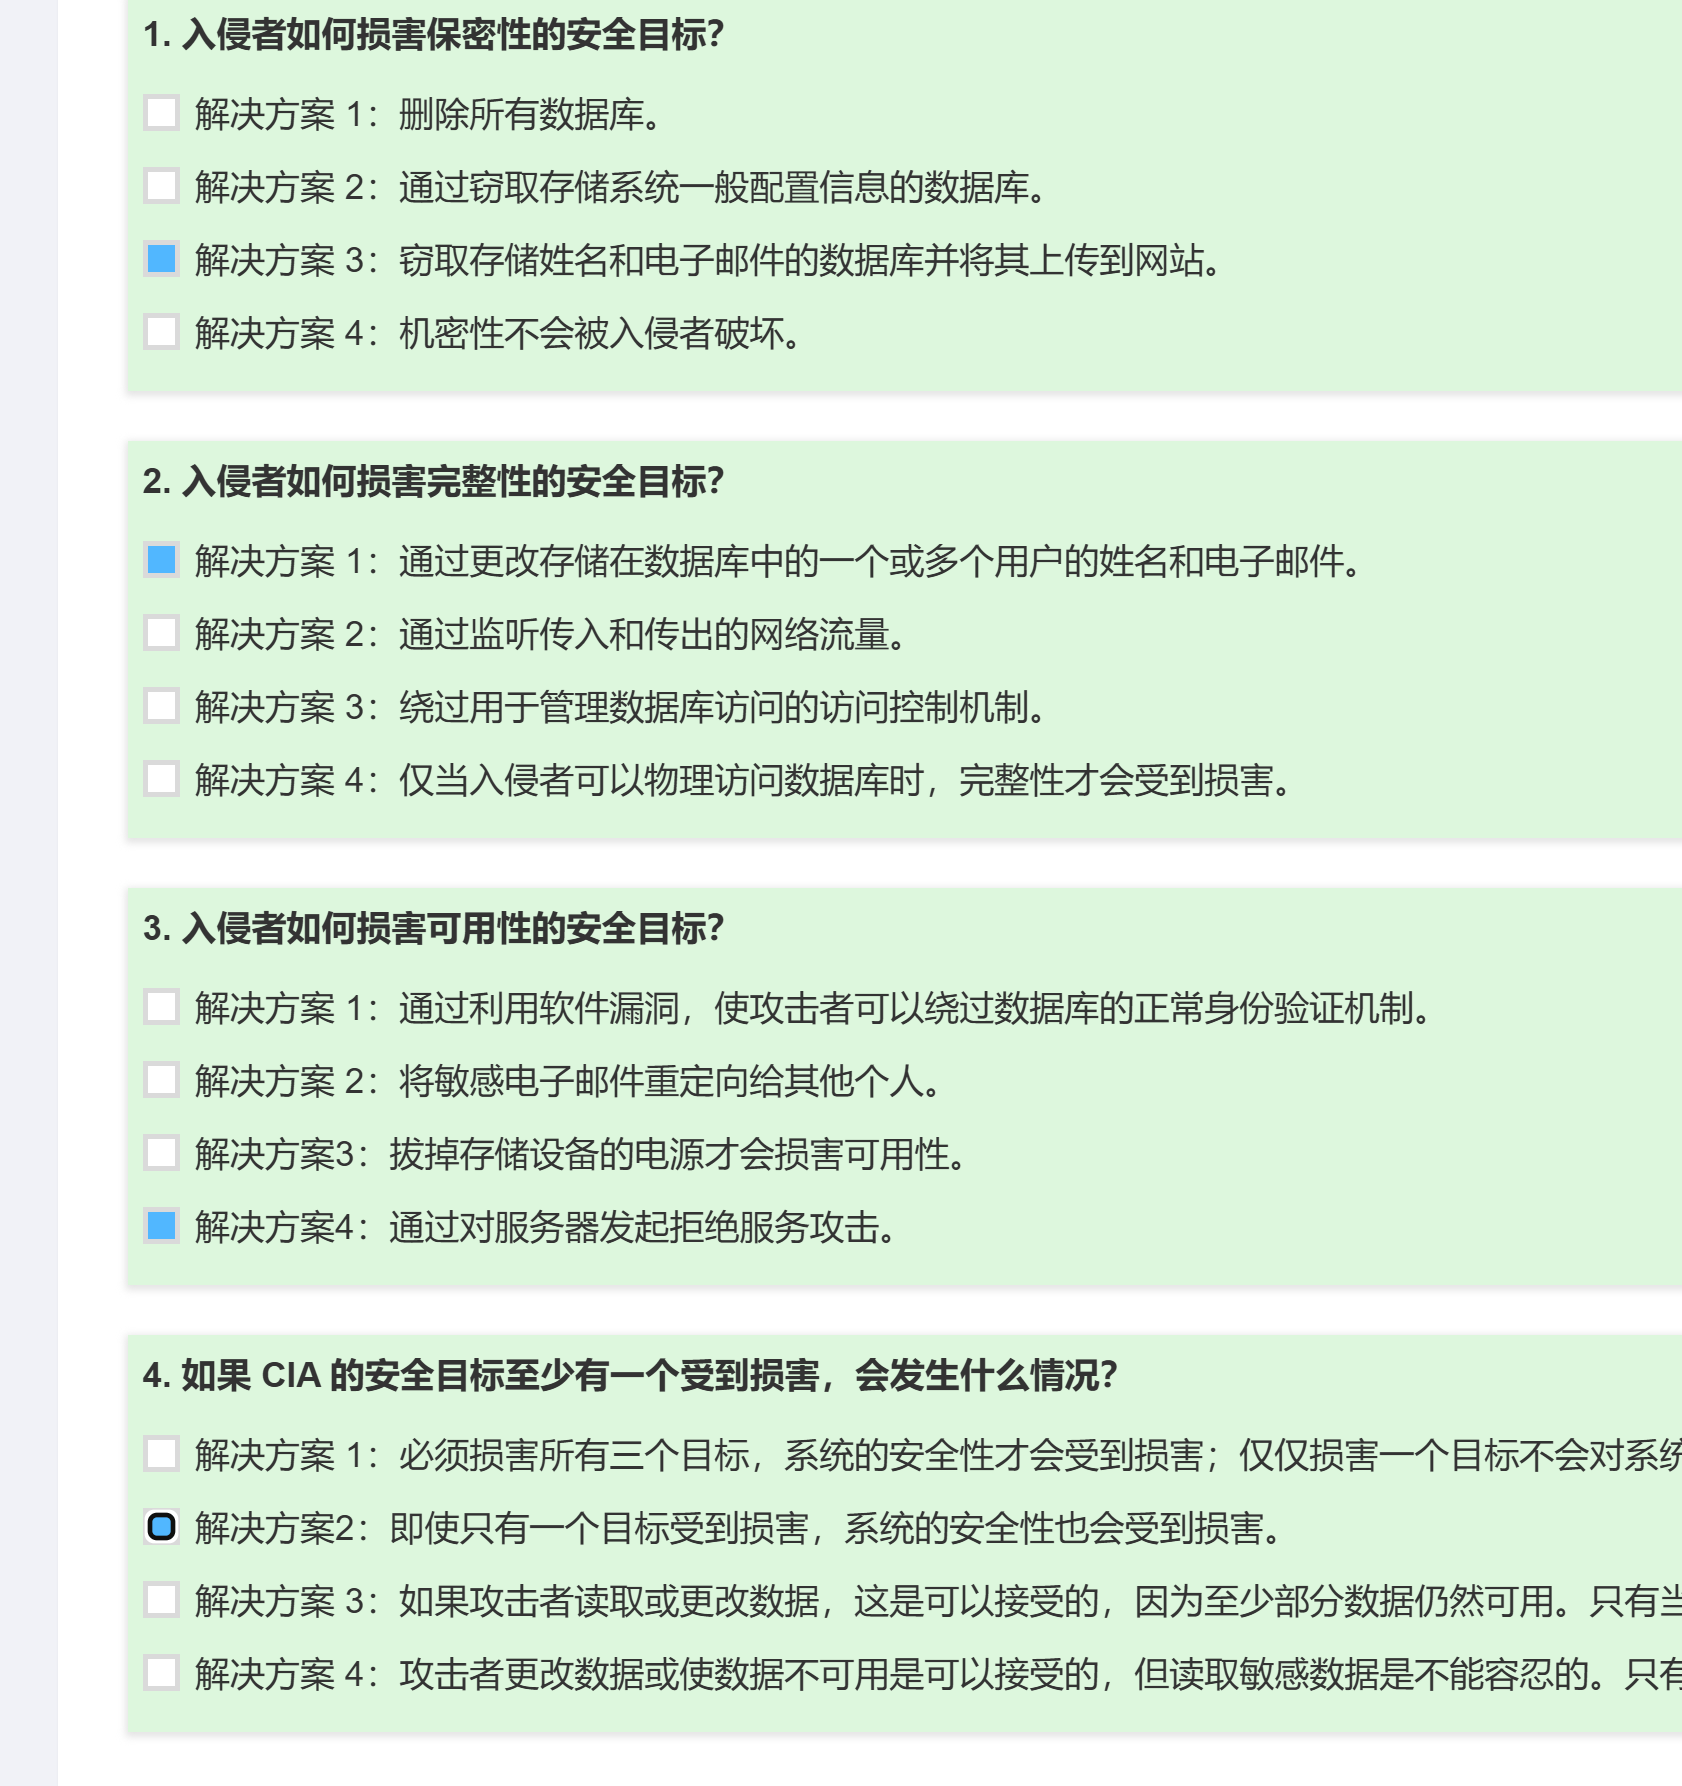 1. 入侵者如何损害保密性的安全目标?
解决方案 1：删除所有数据库。
解决方案 2：通过窃取存储系统一般配置信息的数据库。
解决方案 3：窃取存储姓名和电子邮件的数据库并将其上传到网站。
解决方案 4：机密性不会被入侵者破坏。
2. 入侵者如何损害完整性的安全目标?
解决方案 1：通过更改存储在数据库中的一个或多个用户的姓名和电子邮件。
解决方案 2：通过监听传入和传出的网络流量。
解决方案 3：绕过用于管理数据库访问的访问控制机制。
解决方案 4：仅当入侵者可以物理访问数据库时，完整性才会受到损害。
3. 入侵者如何损害可用性的安全目标?
解决方案 1：通过利用软件漏洞，使攻击者可以绕过数据库的正常身份验证机制。
解决方案 2：将敏感电子邮件重定向给其他个人。
解决方案3：拔掉存储设备的电源才会损害可用性。
解决方案4：通过对服务器发起拒绝服务攻击。
4. 如果 CIA 的安全目标至少有一个受到损害，会发生什么情况?
解决方案 1：必须损害所有三个目标，系统的安全性才会受到损害；仅仅损害一个目标不会对系统
解决方案2：即使只有一个目标受到损害，系统的安全性也会受到损害。
解决方案 3：如果攻击者读取或更改数据，这是可以接受的，因为至少部分数据仍然可用。只有当
解决方案 4：攻击者更改数据或使数据不可用是可以接受的，但读取敏感数据是不能容忍的。只有